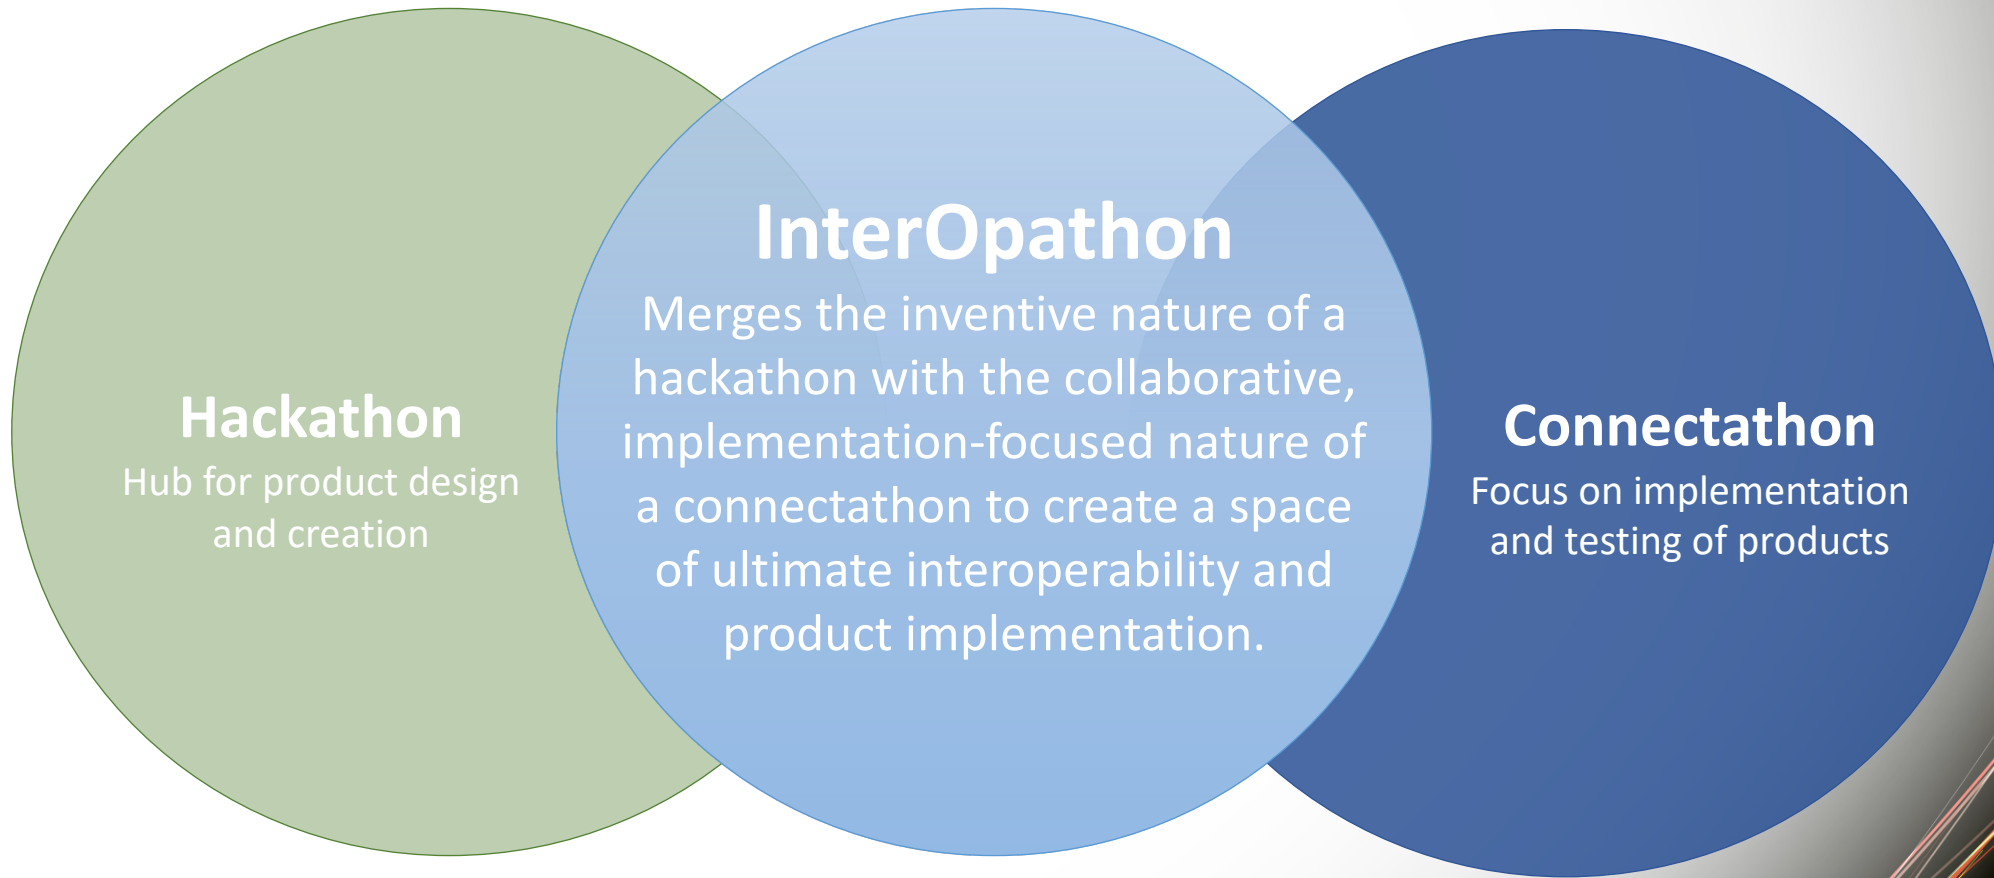 Hackathon
Hub for product design
and creation
InterOpathon
Merges the inventive nature of a
hackathon with the collaborative,
implementation-focused nature of
a connectathon to create a space
of ultimate interoperability and
product implementation.
Connectathon
Focus on implementation
and testing of products